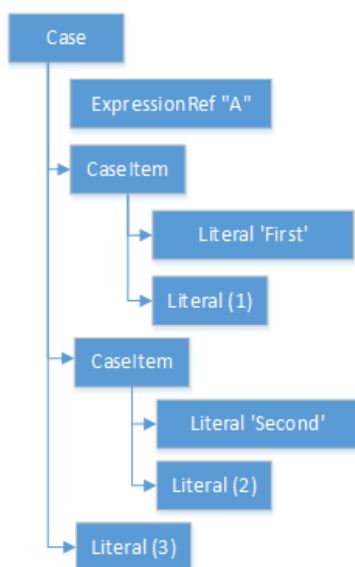 Case
ExpressionRef "A"
CaseItem
Literal 'First'
Literal (1)
CaseItem
Literal 'Second'
Literal (2)
Literal (3)